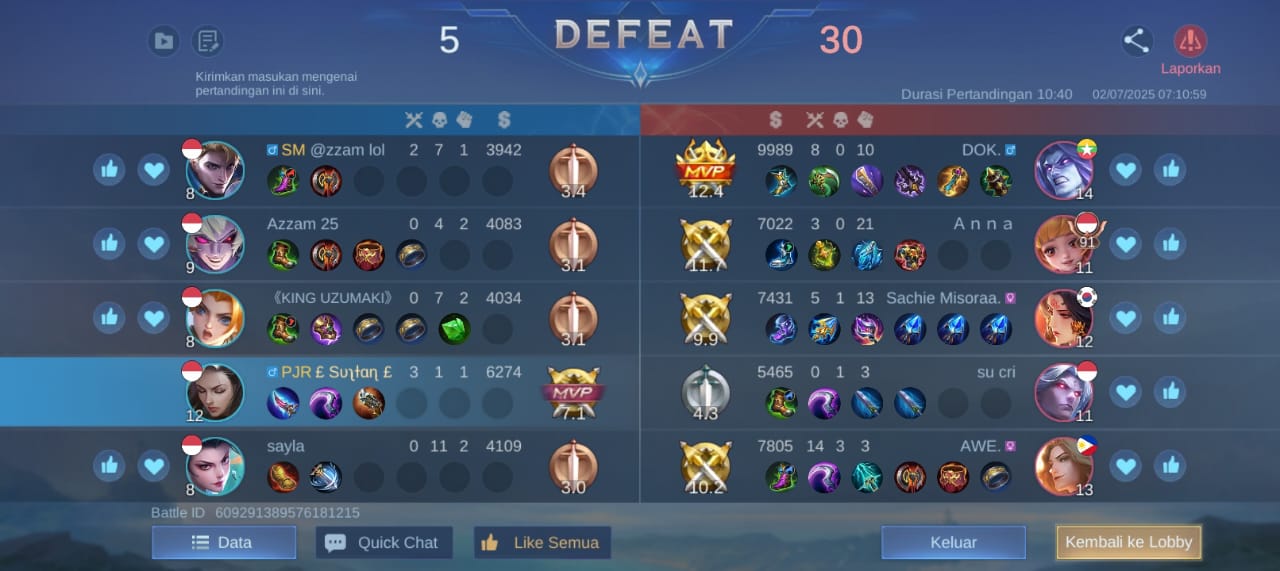 5 DEFEAT 30
Laporkan
Kirimkan masukan mengenai
pertandingan ini di sini.
Durasi Pertandingan 10:40 02/07/2025 07:10:59
SM @zzam lol 2 7 1 3942
3.4
8
MVP
12.4
9989 8 0 10 DOK.
14
Azzam 25 0 4 2 4083
3.1
9
11.7
7022 3 0 21 A n n a
91
11
《KING UZUMAKI》 0 7 2 4034
3.1
8
9.9
7431 5 1 13 Sachie Misoraa.
12
PJR £ Sυɳƚαɳ £ 3 1 1 6274
MVP
7.1
12
4.3
5465 0 1 3 su cri
11
sayla 0 11 2 4109
3.0
8
10.2
7805 14 3 3 AWE.
13
Battle ID 609291389576181215
Data Quick Chat Like Semua Keluar Kembali ke Lobby